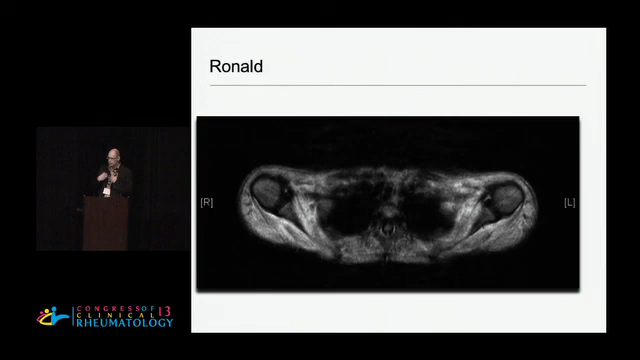 Ronald
[R]
[L]
CONGRESS OF
CLINICAL 13
RHEUMATOLOGY